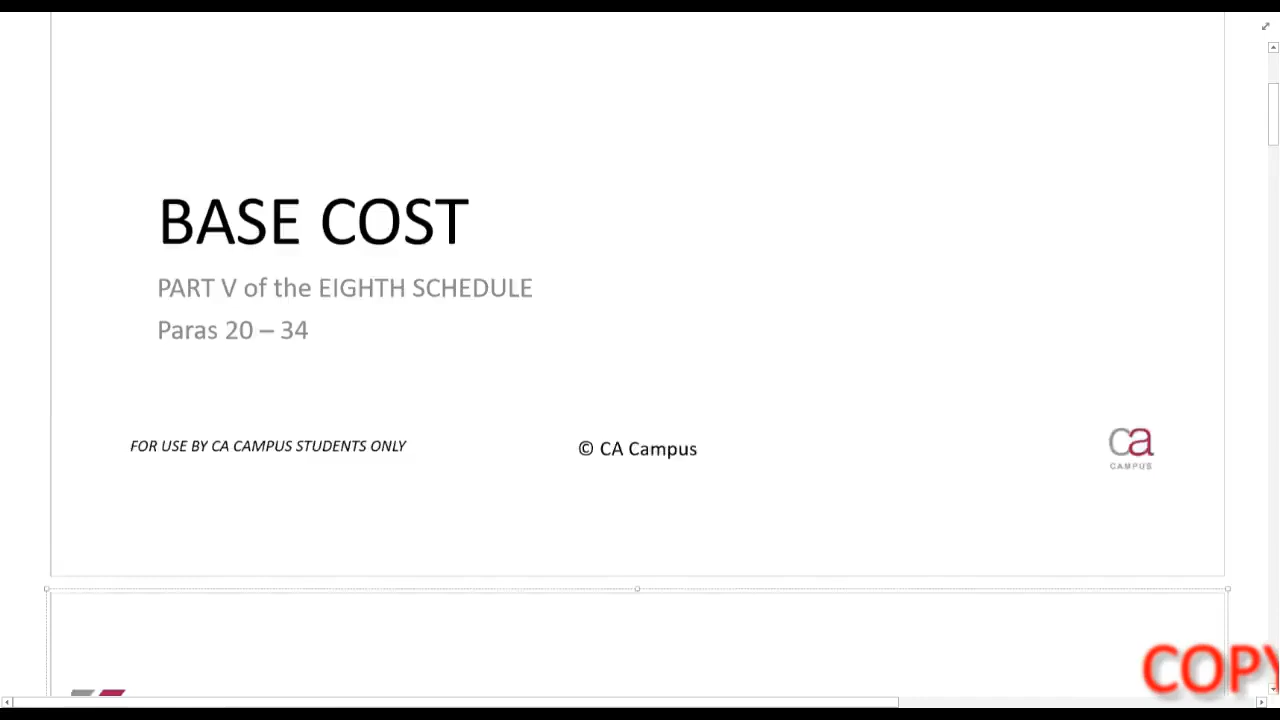 BASE COST
PART V of the EIGHTH SCHEDULE
Paras 20 – 34
FOR USE BY CA CAMPUS STUDENTS ONLY
© CA Campus
ca
CAMPUS
COPY